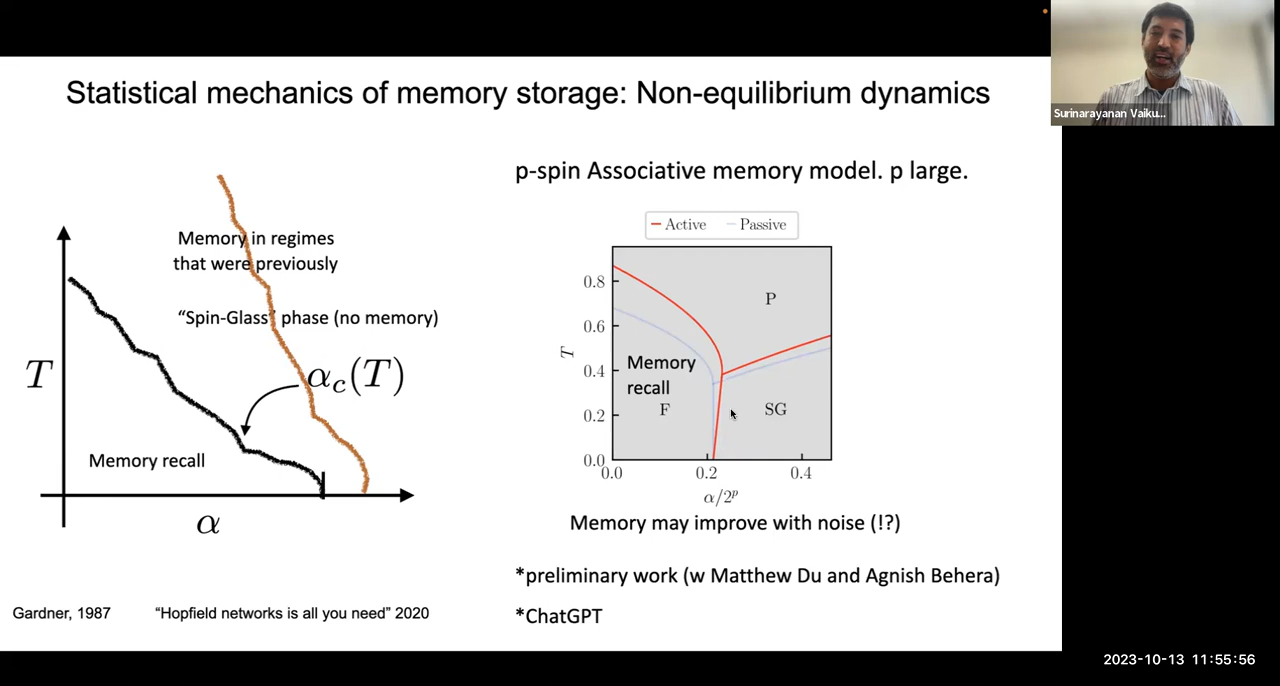 Surinarayanan Vaiku...
Statistical mechanics of memory storage: Non-equilibrium dynamics
Memory in regimes
that were previously
“Spin-Glass” phase (no memory)
T
αc(T)
Memory recall
α
Gardner, 1987
“Hopfield networks is all you need” 2020
p-spin Associative memory model. p large.
Active
Passive
0.8
0.6
0.4
0.2
0.0
T
P
Memory
recall
F
SG
0.0
0.2
0.4
α/2^p
Memory may improve with noise (!?)
*preliminary work (w Matthew Du and Agnish Behera)
*ChatGPT
2023-10-13 11:55:56